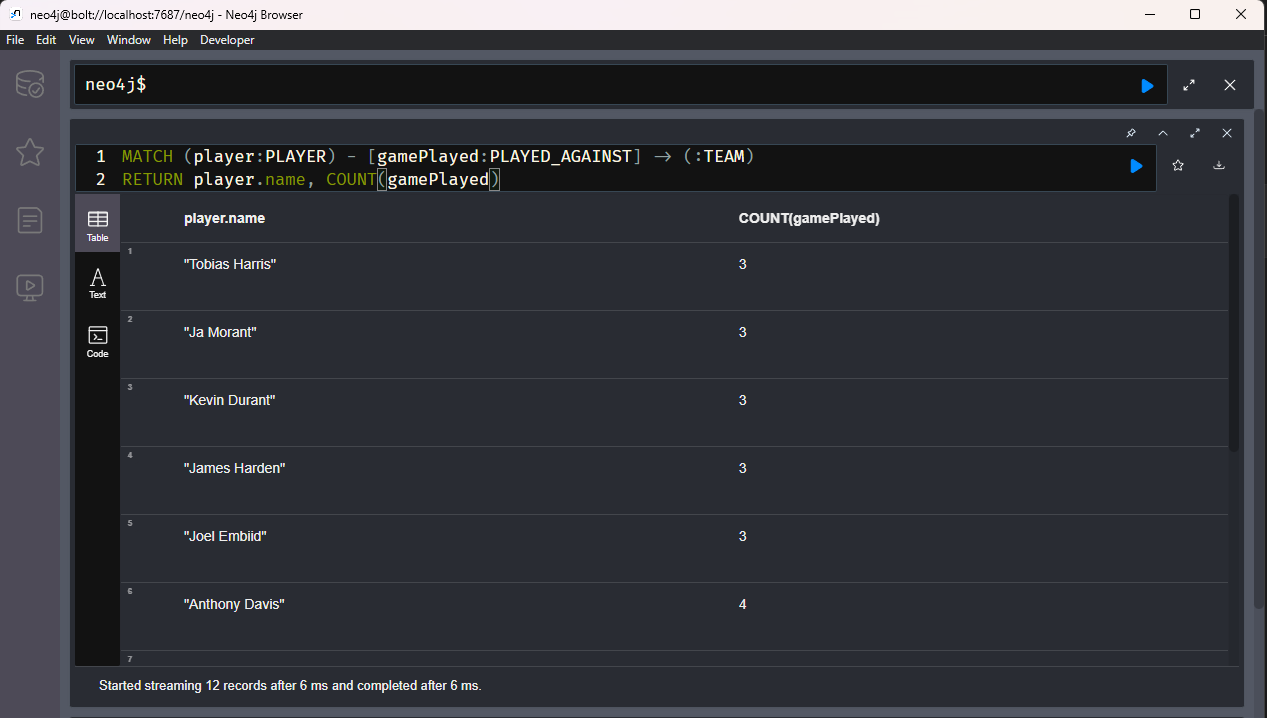 neo4j@bolt://localhost:7687/neo4j - Neo4j Browser
File Edit View Window Help Developer
neo4j$
1 MATCH (player:PLAYER) - [gamePlayed:PLAYED_AGAINST] -> (:TEAM)
2 RETURN player.name, COUNT(gamePlayed)
Table
Text
Code
player.name COUNT(gamePlayed)
1
"Tobias Harris" 3
2
"Ja Morant" 3
3
"Kevin Durant" 3
4
"James Harden" 3
5
"Joel Embiid" 3
6
"Anthony Davis" 4
7
Started streaming 12 records after 6 ms and completed after 6 ms.